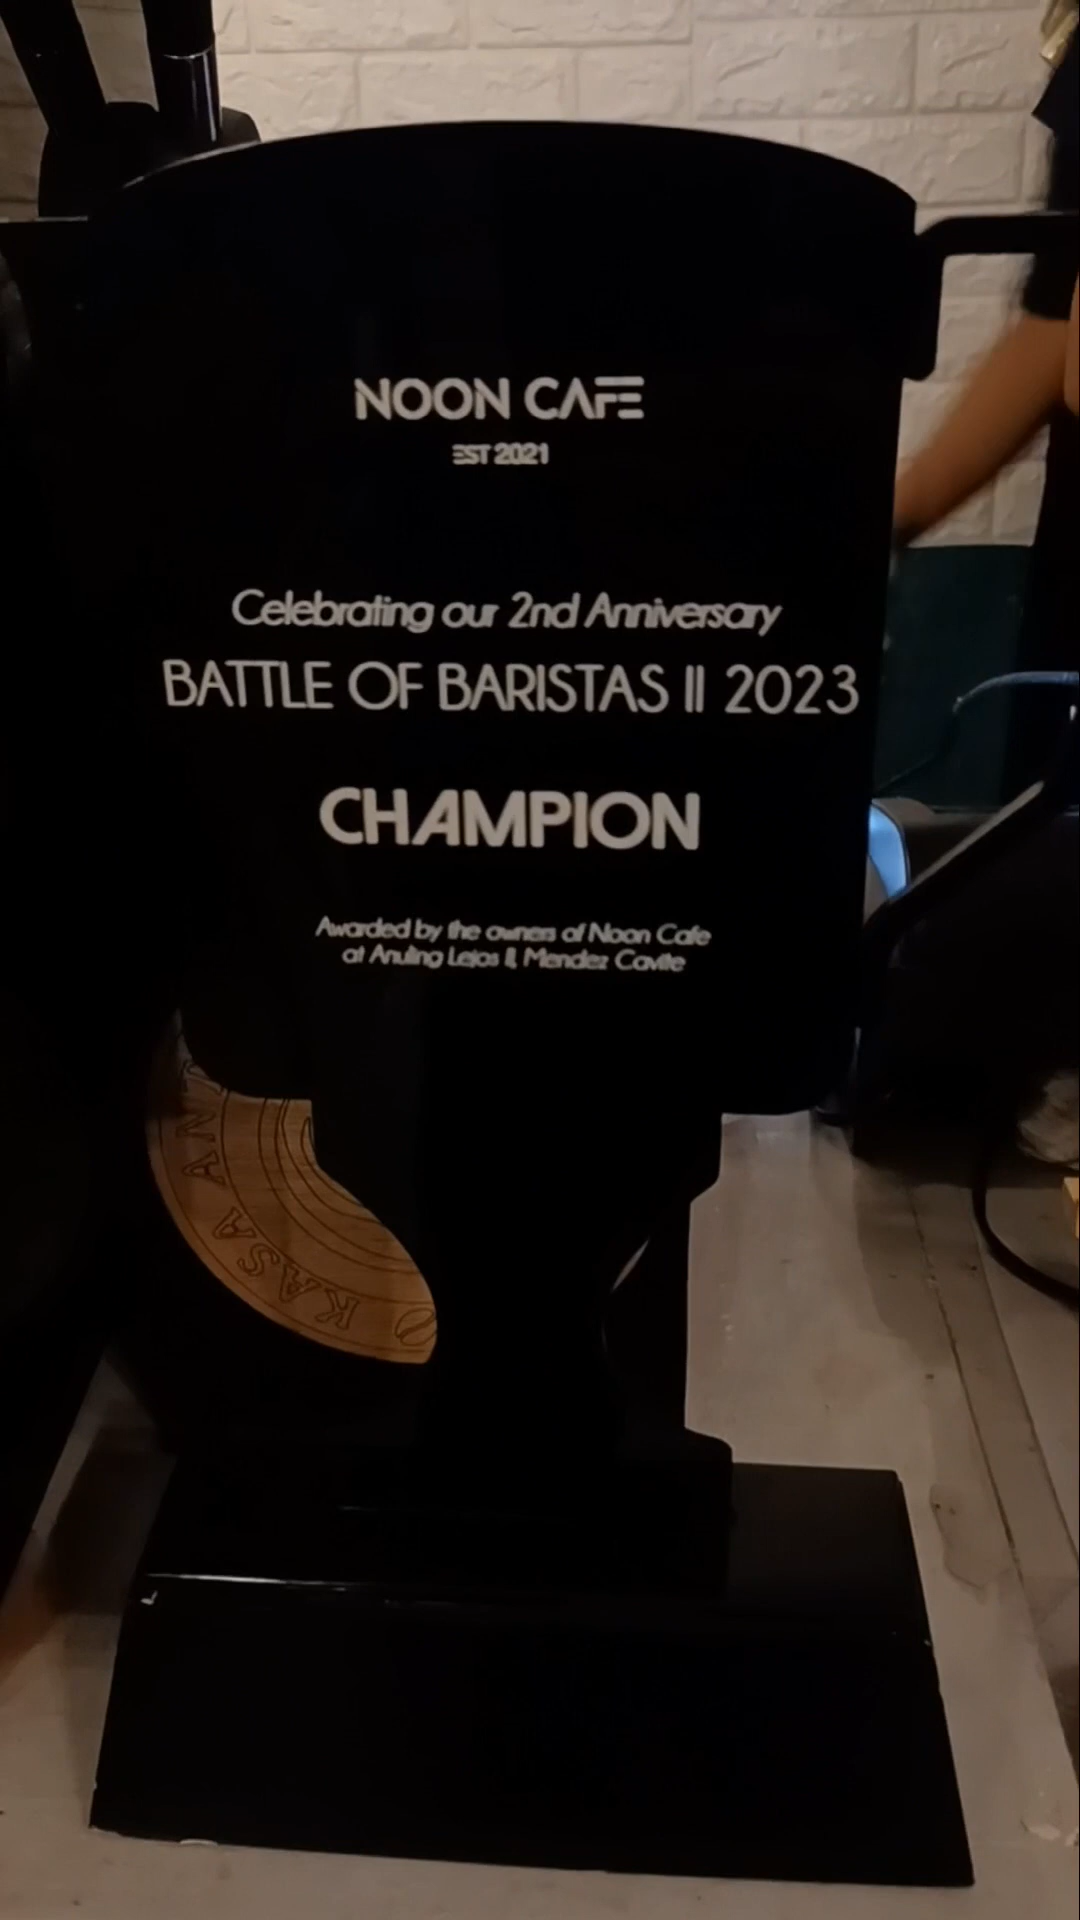 NOON CAFE
EST 2021
Celebrating our 2nd Anniversary
BATTLE OF BARISTAS II 2023
CHAMPION
Awarded by the owners of Noon Cafe
at Anuling Lejos II, Mendez Cavite
KASA